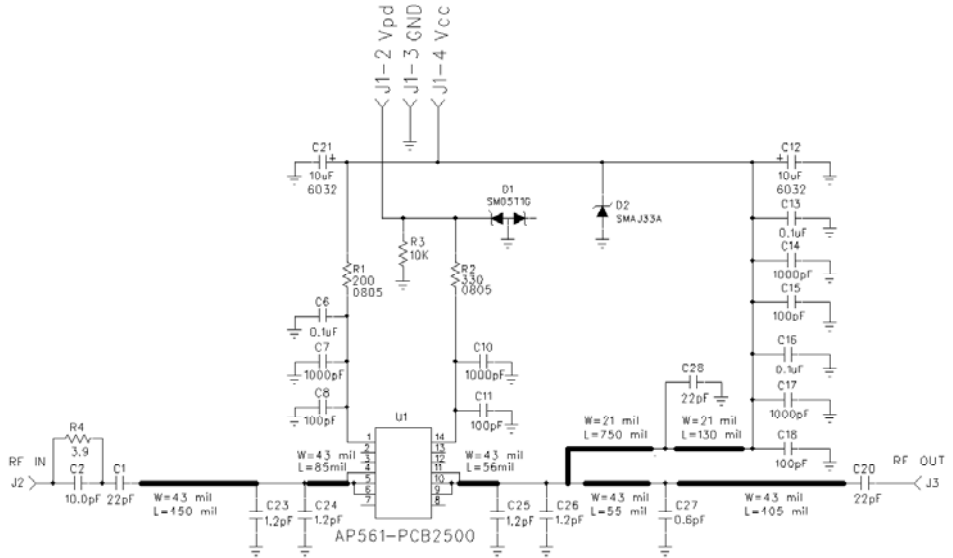 J1-2 Vpd
J1-3 GND
J1-4 Vcc
C21
+
10uF
6032
C12
+
10uF
6032
D1
SM05T1G
D2
SMAJ33A
C13
0.1uF
R3
10K
C14
1000pF
R1
200
0805
R2
330
0805
C15
100pF
C6
0.1uF
C7
1000pF
C10
1000pF
C16
0.1uF
C28
22pF
C17
1000pF
C8
100pF
C11
100pF
U1
W=21 mil
L=750 mil
W=21 mil
L=130 mil
C18
100pF
1
2
3
4
5
6
7
14
13
12
11
10
9
8
R4
3.9
RF IN
J2
C2
10.0pF
C1
22pF
W=43 mil
L=450 mil
W=43 mil
L=85mil
C23
1.2pF
C24
1.2pF
AP561-PCB2500
W=43 mil
L=56mil
C25
1.2pF
C26
1.2pF
W=43 mil
L=55 mil
C27
0.6pF
W=43 mil
L=405 mil
C20
22pF
RF OUT
J3